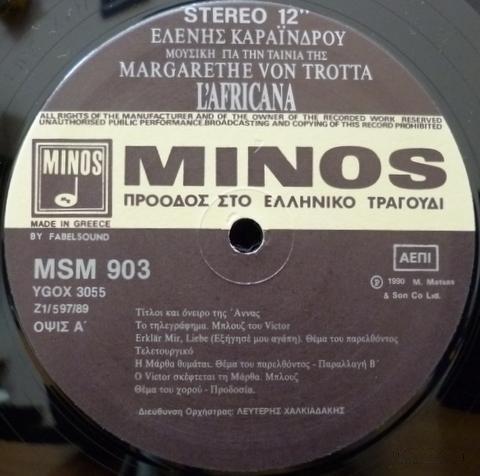 STEREO 12"
ΕΛΕΝΗΣ ΚΑΡΑΪΝΔΡΟΥ
ΜΟΥΣΙΚΗ ΓΙΑ ΤΗΝ ΤΑΙΝΙΑ ΤΗΣ
MARGARETHE VON TROTTA
L'AFRICANA
ALL RIGHTS OF THE MANUFACTURER AND OF THE OWNER OF THE RECORDED WORK RESERVED
UNAUTHORISED PUBLIC PERFORMANCE.BROADCASTING AND COPYING OF THIS RECORD PROHIBITED
MINOS
MINOS
ΠΡΟΟΔΟΣ ΣΤΟ ΕΛΛΗΝΙΚΟ ΤΡΑΓΟΥΔΙ
MADE IN GREECE
BY FABELSOUND
MSM 903
YGOX 3055
Z1/597/89
ΟΨΙΣ Α΄
ΑΕΠΙ
℗ 1990 M. Matsas
& Son Co Ltd.
Τίτλοι και όνειρο της ΄Αννας
Το τηλεγράφημα. Μπλουζ του Victor
Erklär Mir, Liebe (Εξήγησέ μου αγάπη). Θέμα του παρελθόντος
Τελετουργικό
Η Μάρθα θυμάται. Θέμα του παρελθόντος - Παραλλαγή Β΄
Ο Victor σκέφτεται τη Μάρθα. Μπλουζ
Θέμα του χορού - Προδοσία.
Διευθυνση Ορχήστρας: ΛΕΥΤΕΡΗΣ ΧΑΛΚΙΑΔΑΚΗΣ